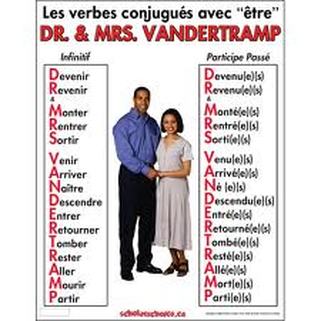 Les verbes conjugués avec "être"
DR. & MRS. VANDERTRAMP
Infinitif
Devenir
Revenir
&
Monter
Rentrer
Sortir
Venir
Arriver
Naître
Descendre
Entrer
Retourner
Tomber
Rester
Aller
Mourir
Partir
Participe Passé
Devenu(e)(s)
Revenu(e)(s)
&
Monté(e)(s)
Rentré(e)(s)
Sorti(e)(s)
Venu(e)(s)
Arrivé(e)(s)
Né (e)(s)
Descendu(e)(s)
Entré(e)(s)
Retourné(e)(s)
Tombé(e)(s)
Resté(e)(s)
Allé(e)(s)
Mort(e)(s)
Parti(e)(s)
scholarschoice.ca